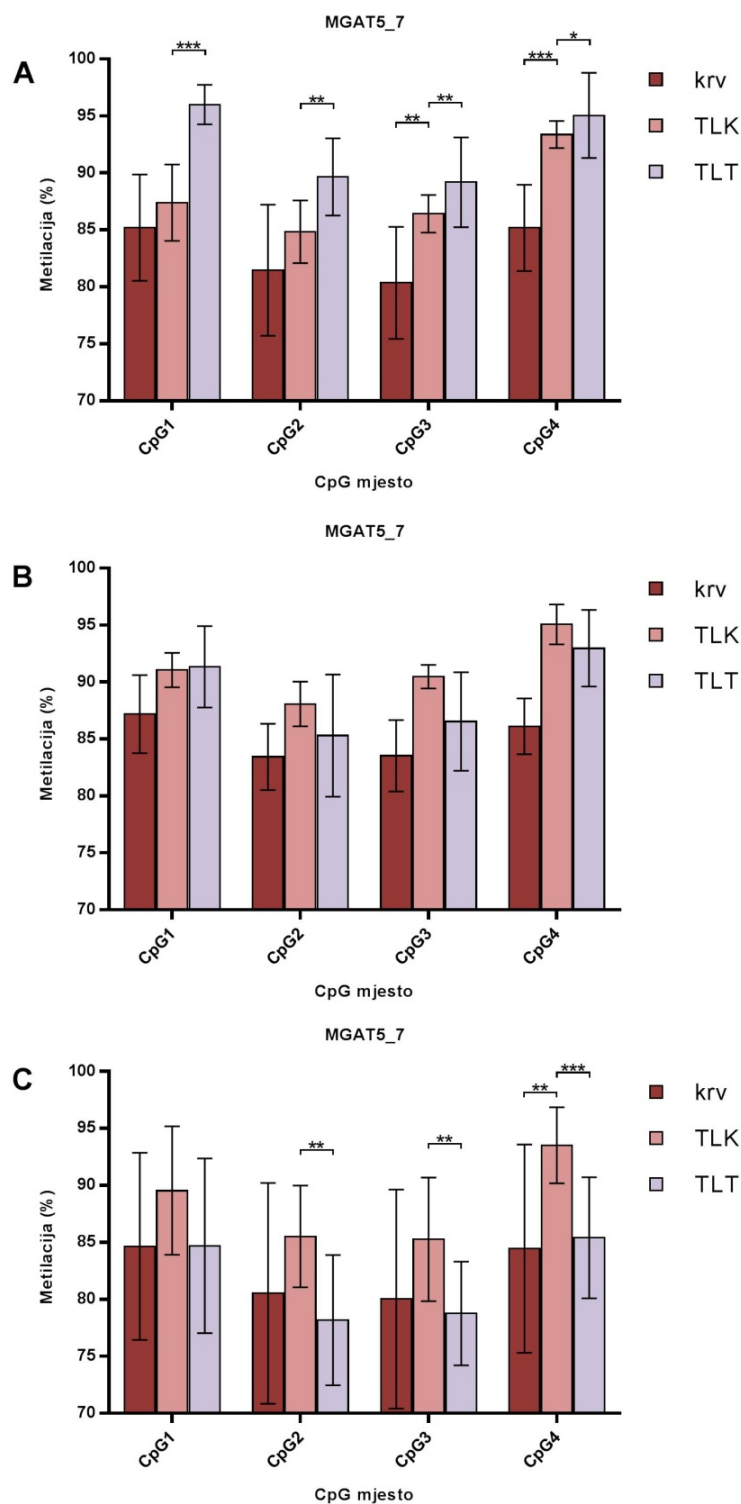 MGAT5_7
A
Metilacija (%)
100
95
90
85
80
75
70
***
**
**
**
***
*
krv
TLK
TLT
CpG1
CpG2
CpG3
CpG4
CpG mjesto
MGAT5_7
B
Metilacija (%)
100
95
90
85
80
75
70
krv
TLK
TLT
CpG1
CpG2
CpG3
CpG4
CpG mjesto
MGAT5_7
C
Metilacija (%)
100
95
90
85
80
75
70
**
**
**
***
krv
TLK
TLT
CpG1
CpG2
CpG3
CpG4
CpG mjesto